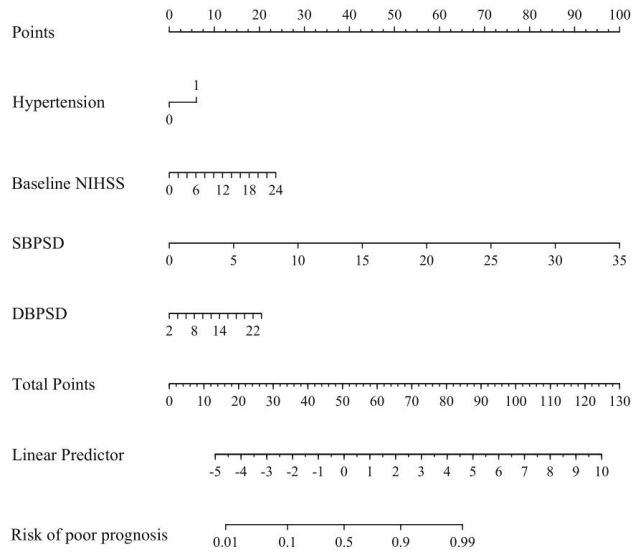 0 10 20 30 40 50 60 70 80 90 100
Points
1
Hypertension
0
Baseline NIHSS
0 6 12 18 24
SBPSD
0 5 10 15 20 25 30 35
DBPSD
2 8 14 22
Total Points
0 10 20 30 40 50 60 70 80 90 100 110 120 130
Linear Predictor
-5 -4 -3 -2 -1 0 1 2 3 4 5 6 7 8 9 10
Risk of poor prognosis
0.01 0.1 0.5 0.9 0.99